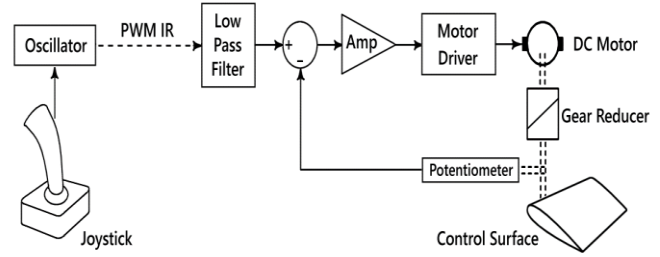 Oscillator
PWM IR
Low
Pass
Filter
+
-
Amp
Motor
Driver
DC Motor
Gear Reducer
Potentiometer
Control Surface
Joystick